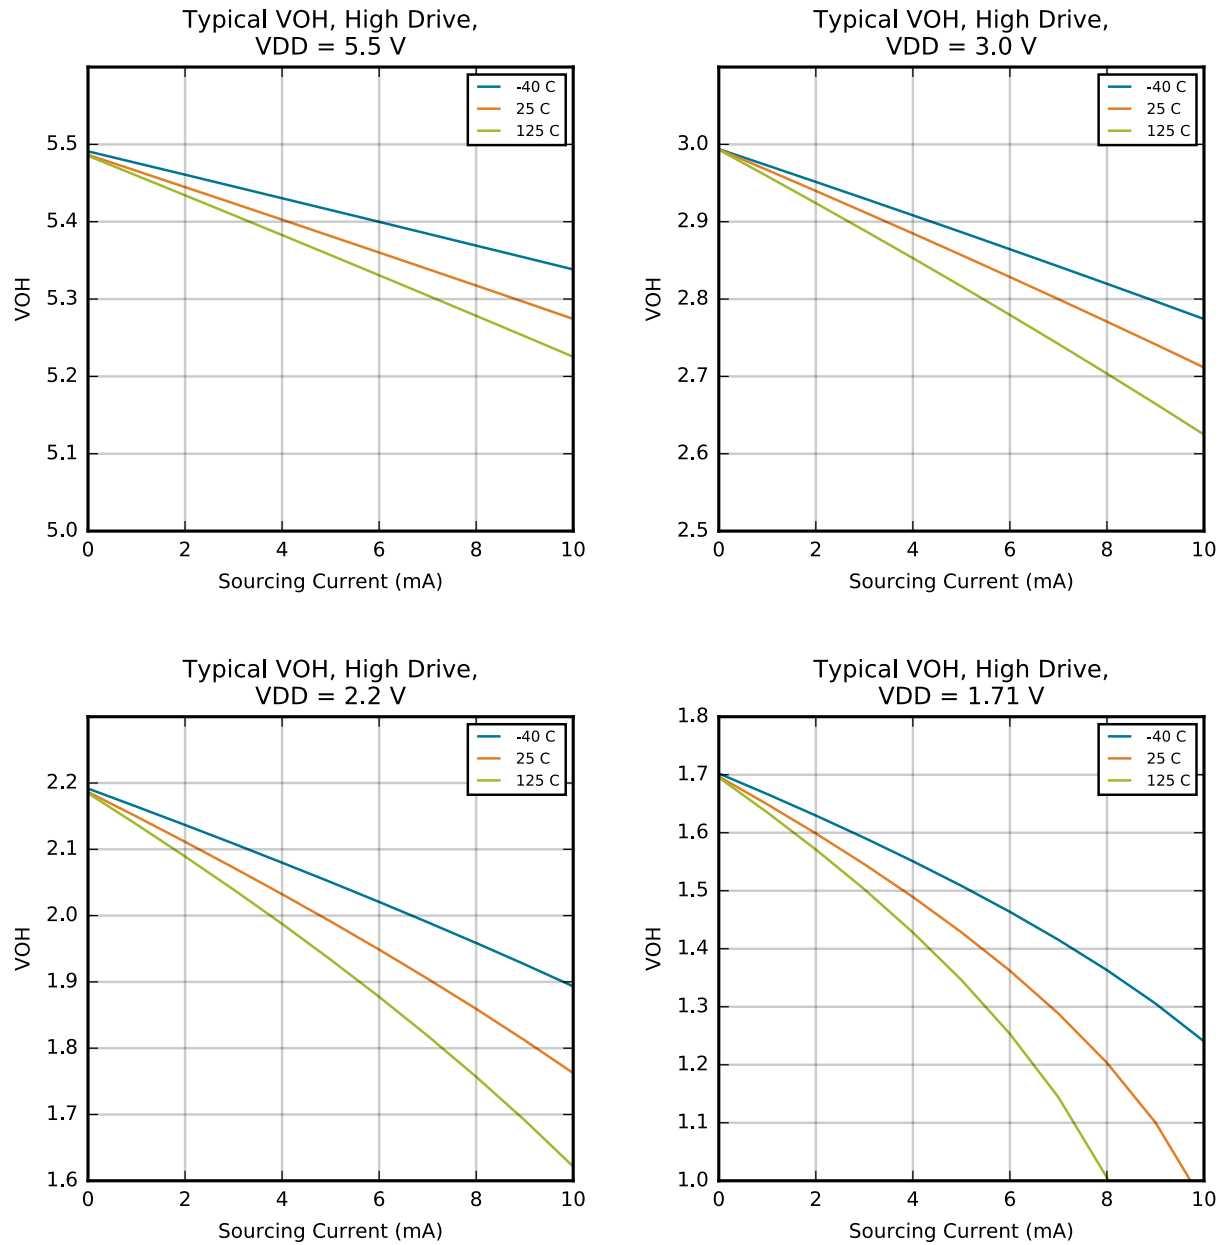 Typical VOH, High Drive,
VDD = 5.5 V
-40 C
25 C
125 C
5.5
5.4
5.3
5.2
5.1
5.0
VOH
0 2 4 6 8 10
Sourcing Current (mA)
Typical VOH, High Drive,
VDD = 3.0 V
-40 C
25 C
125 C
3.0
2.9
2.8
2.7
2.6
2.5
VOH
0 2 4 6 8 10
Sourcing Current (mA)
Typical VOH, High Drive,
VDD = 2.2 V
-40 C
25 C
125 C
2.2
2.1
2.0
1.9
1.8
1.7
1.6
VOH
0 2 4 6 8 10
Sourcing Current (mA)
Typical VOH, High Drive,
VDD = 1.71 V
-40 C
25 C
125 C
1.8
1.7
1.6
1.5
1.4
1.3
1.2
1.1
1.0
VOH
0 2 4 6 8 10
Sourcing Current (mA)